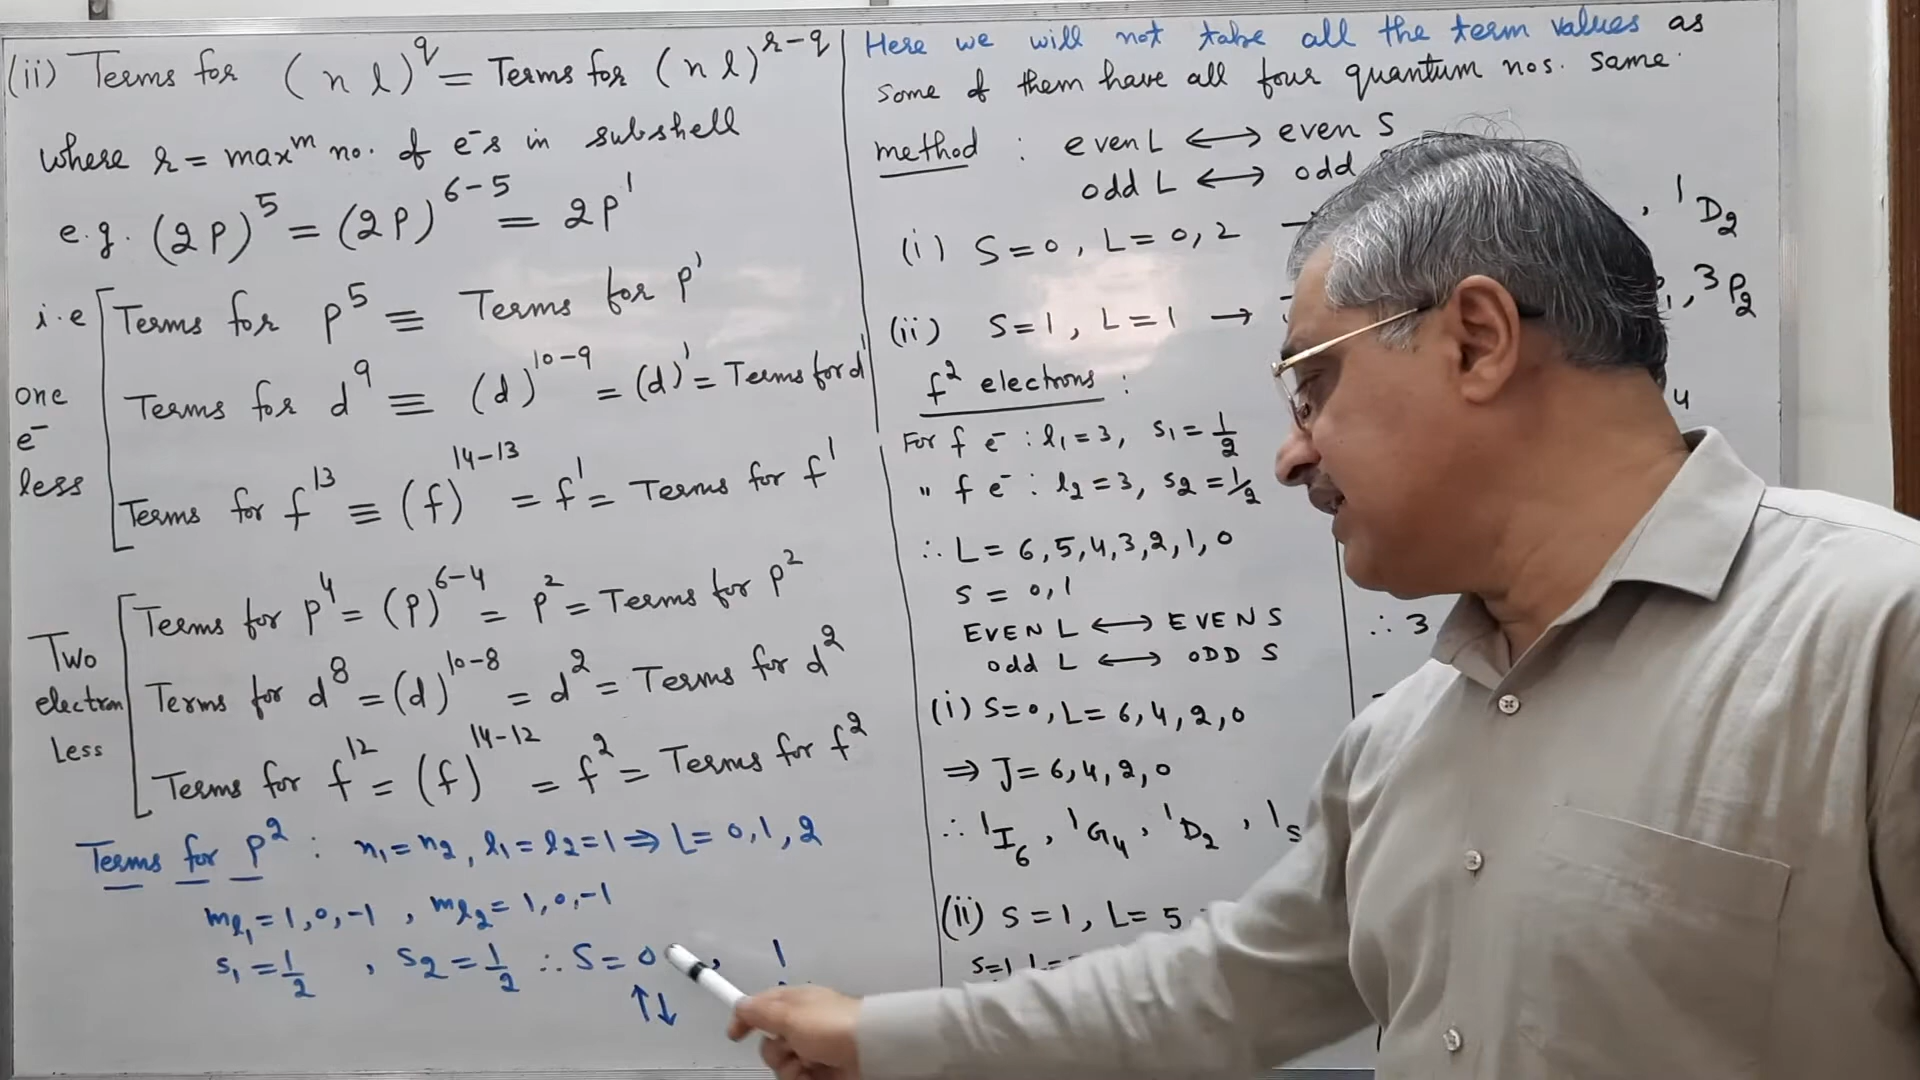 (ii) Terms for (n l)^q = Terms for (n l)^r-q
where r = max^m no. of e⁻s in subshell
e.g. (2P)^5 = (2P)^6-5 = 2P^1
i.e Terms for P^5 ≡ Terms for P^1
one e⁻ less
Terms for d^9 ≡ (d)^10-9 = (d)^1 = Terms for d^1
Terms for f^13 ≡ (f)^14-13 = f^1 = Terms for f^1
Two electron Less
Terms for P^4 = (P)^6-4 = P^2 = Terms for P^2
Terms for d^8 = (d)^10-8 = d^2 = Terms for d^2
Terms for f^12 = (f)^14-12 = f^2 = Terms for f^2
Terms for P^2 : n₁ = n₂, l₁ = l₂ = 1 ⇒ L = 0, 1, 2
m_l₁ = 1, 0, -1 , m_l₂ = 1, 0, -1
s₁ = 1/2 , s₂ = 1/2 ∴ S = 0 , 1
↑↓
Here we will not take all the term values as
some of them have all four quantum nos. same.
method : even L ⟷ even S
odd L ⟷ odd
(i) S = 0, L = 0, 2 , ¹D₂
(ii) S = 1, L = 1 → , ³P₂
f² electrons :
4
For f e⁻ : l₁ = 3, s₁ = 1/2
" f e⁻ : l₂ = 3, s₂ = 1/2
∴ L = 6, 5, 4, 3, 2, 1, 0
S = 0, 1
EVEN L ⟷ EVEN S
∴ 3
odd L ⟷ ODD S
(i) S = 0, L = 6, 4, 2, 0
⇒ J = 6, 4, 2, 0
∴ ¹I₆, ¹G₄, ¹D₂, ¹S
(ii) S = 1, L = 5
S=1 L=